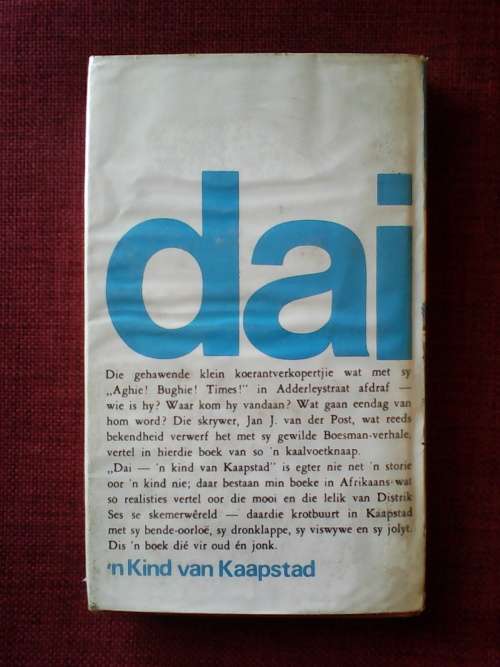 dai
Die gehawende klein koerantverkopertjie wat met sy
„Aghie! Bughie! Times!" in Adderleystraat afdraf —
wie is hy? Waar kom hy vandaan? Wat gaan eendag van
hom word? Die skrywer, Jan J. van der Post, wat reeds
bekendheid verwerf het met sy gewilde Boesman-verhale,
vertel in hierdie boek van so 'n kaalvoetknaap.
„Dai — 'n kind van Kaapstad" is egter nie net 'n storie
oor 'n kind nie; daar bestaan min boeke in Afrikaans wat
so realisties vertel oor die mooi en die lelik van Distrik
Ses se skemerwêreld — daardie krotbuurt in Kaapstad
met sy bende-oorloë, sy dronklappe, sy viswywe en sy jolyt.
Dis 'n boek dié vir oud én jonk.
'n Kind van Kaapstad